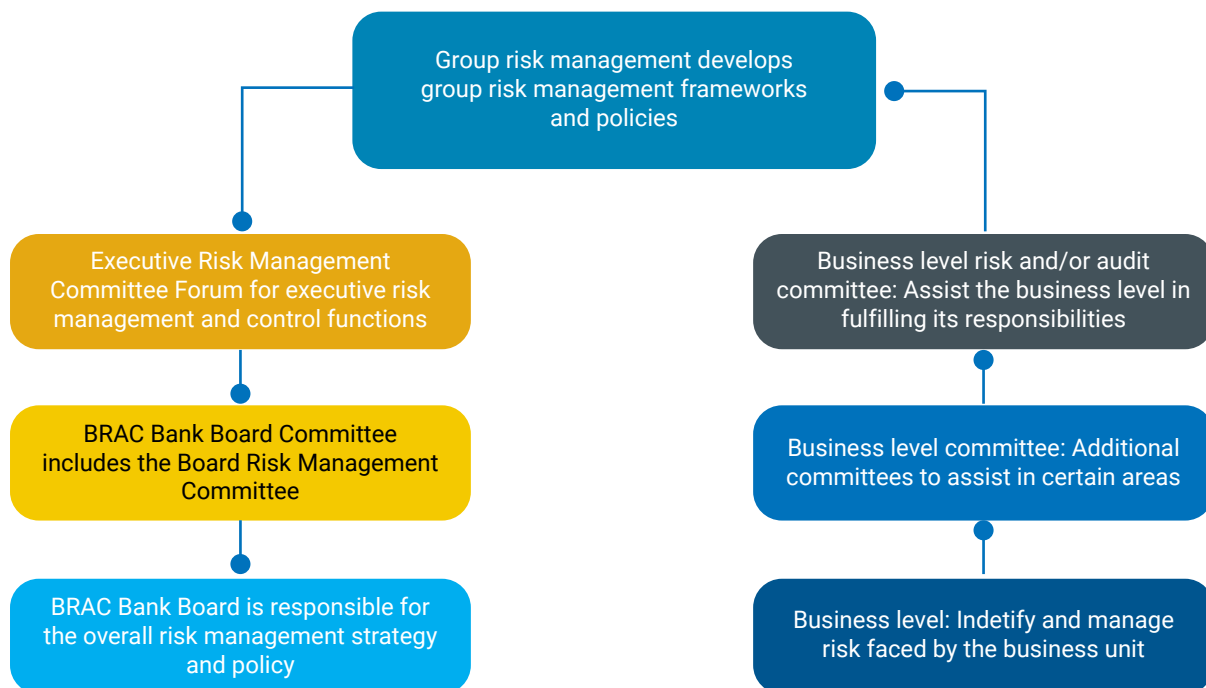 Group risk management develops
group risk management frameworks
and policies
Executive Risk Management
Committee Forum for executive risk
management and control functions
BRAC Bank Board Committee
includes the Board Risk Management
Committee
BRAC Bank Board is responsible for
the overall risk management strategy
and policy
Business level risk and/or audit
committee: Assist the business level in
fulfilling its responsibilities
Business level committee: Additional
committees to assist in certain areas
Business level: Indetify and manage
risk faced by the business unit